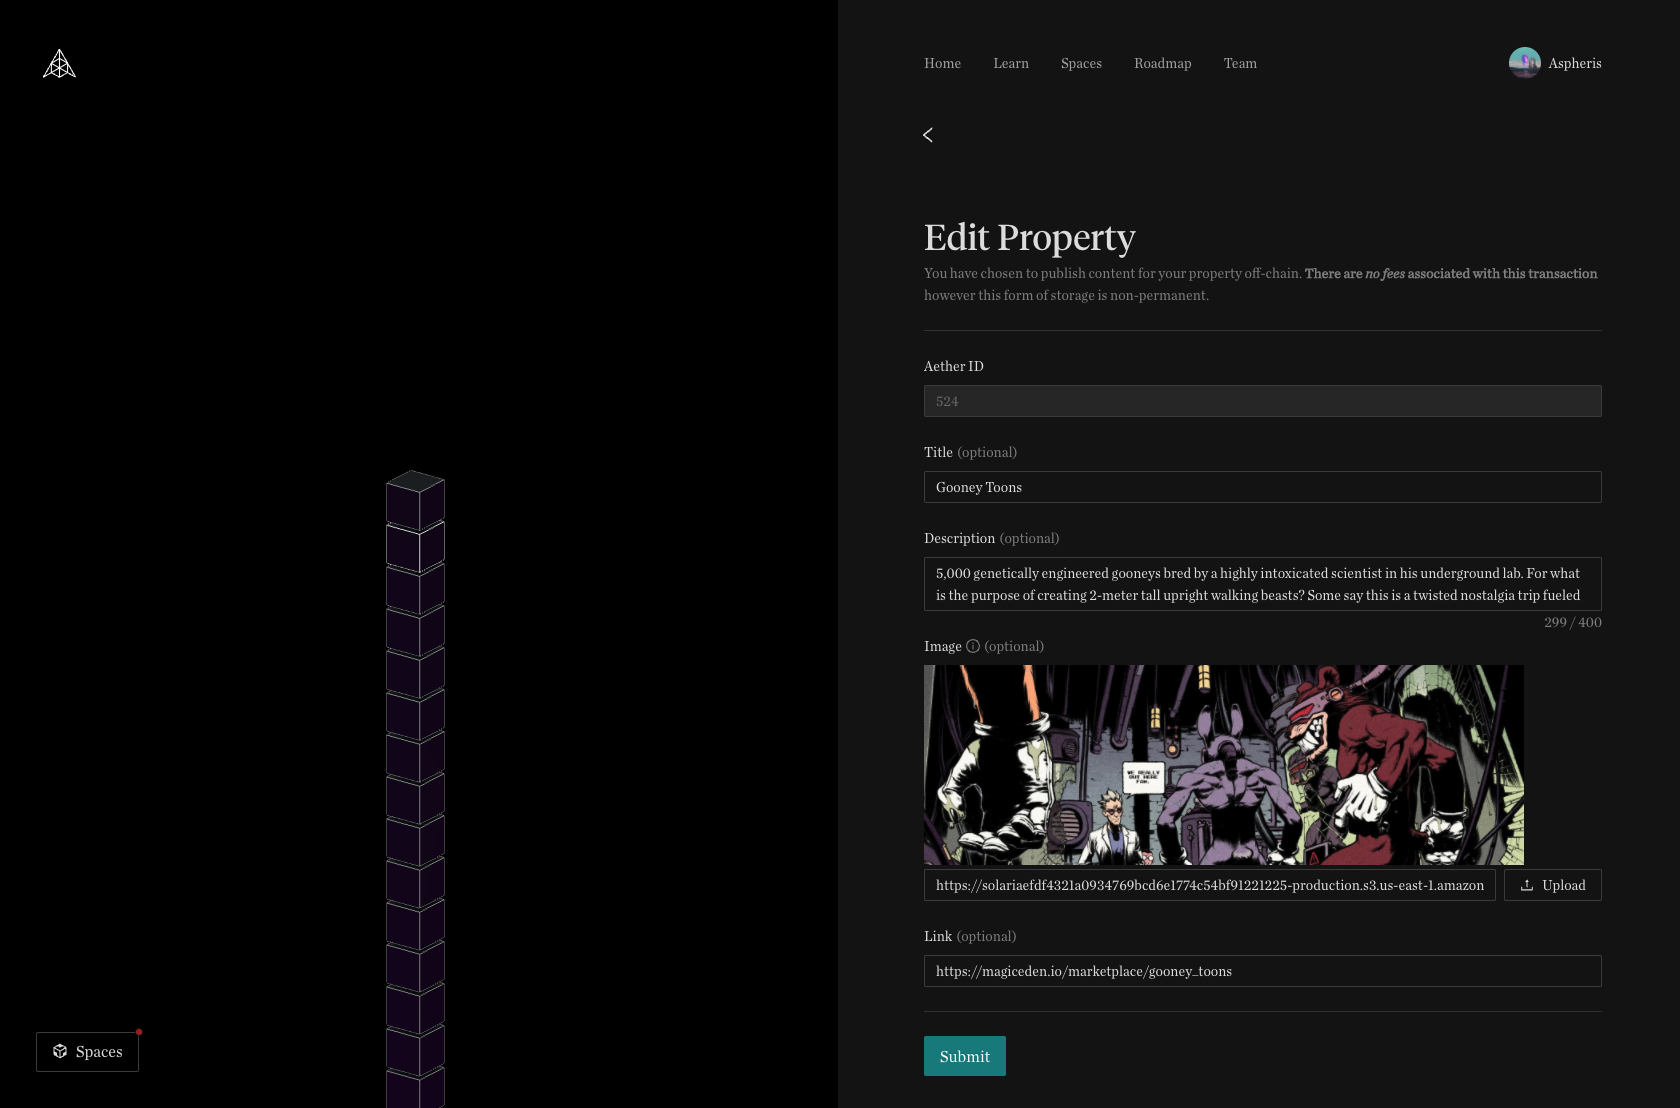 Home Learn Spaces Roadmap Team Aspheris
Edit Property
You have chosen to publish content for your property off-chain. There are no fees associated with this transaction
however this form of storage is non-permanent.
Aether ID
524
Title (optional)
Gooney Toons
Description (optional)
5,000 genetically engineered gooneys bred by a highly intoxicated scientist in his underground lab. For what
is the purpose of creating 2-meter tall upright walking beasts? Some say this is a twisted nostalgia trip fueled
299 / 400
Image (optional)
WE REALLY
OUT HERE
FAM.
https://solariaefdf4321a0934769bcd6e1774c54bf91221225-production.s3.us-east-1.amazon
Upload
Link (optional)
https://magiceden.io/marketplace/gooney_toons
Spaces
Submit